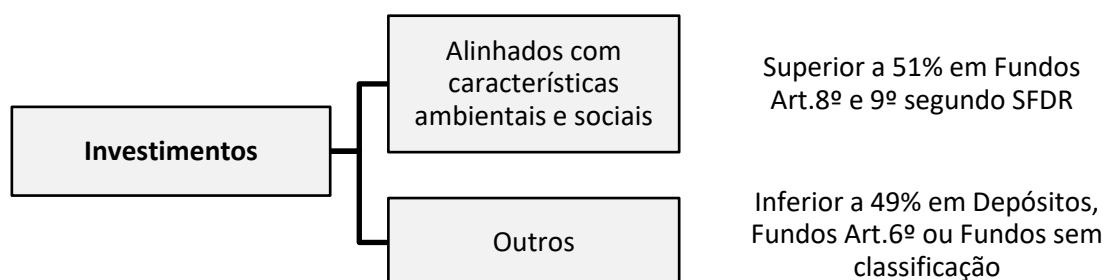 Investimentos
Alinhados com
características
ambientais e sociais
Superior a 51% em Fundos
Art.8º e 9º segundo SFDR
Outros
Inferior a 49% em Depósitos,
Fundos Art.6º ou Fundos sem
classificação